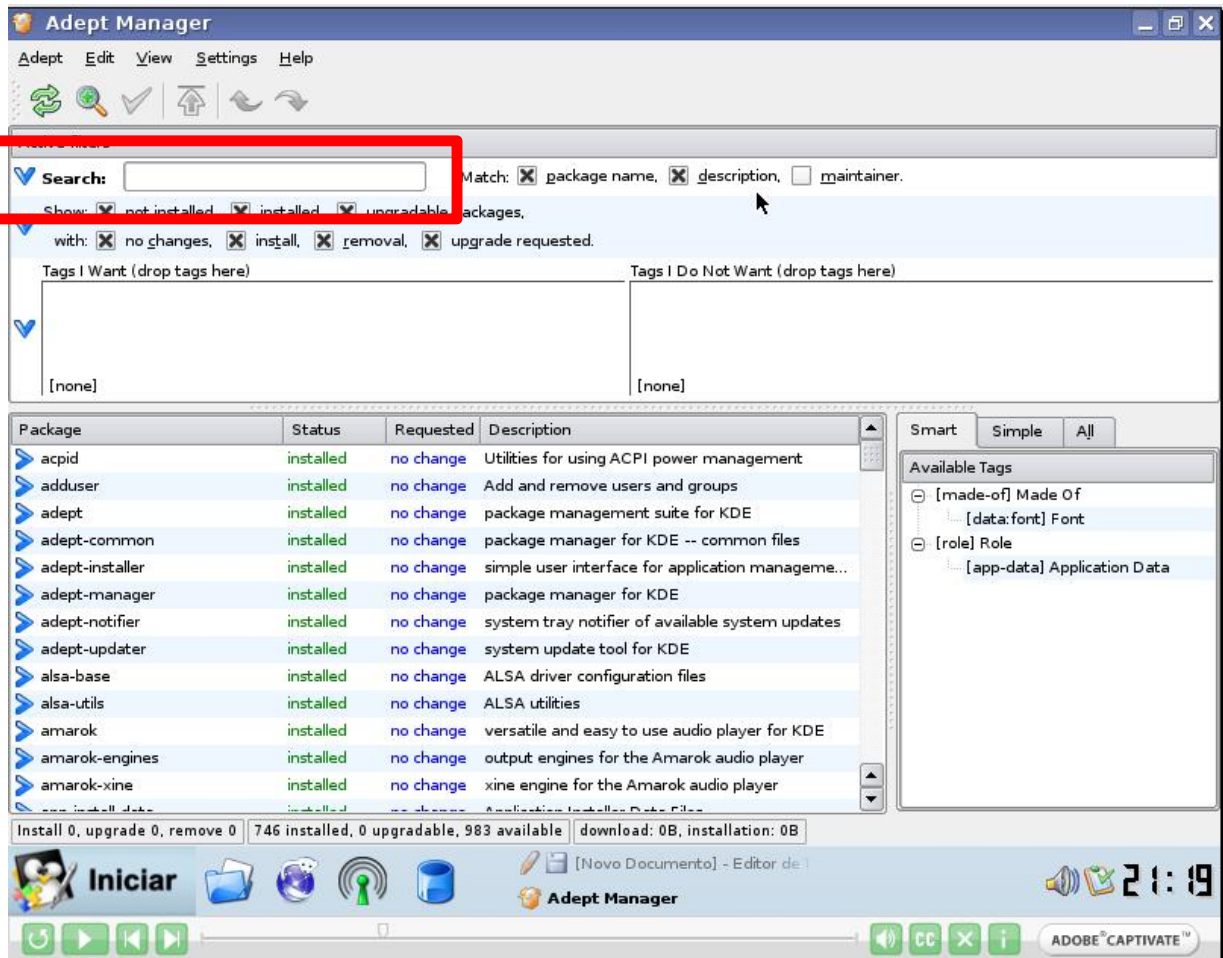 Adept Manager
Adept Edit View Settings Help
Search:
Match: package name, description, maintainer.
Show: not installed, installed, upgradable packages,
with: no changes, install, removal, upgrade requested.
Tags I Want (drop tags here) Tags I Do Not Want (drop tags here)
[none] [none]
Package Status Requested Description
acpid installed no change Utilities for using ACPI power management
adduser installed no change Add and remove users and groups
adept installed no change package management suite for KDE
adept-common installed no change package manager for KDE -- common files
adept-installer installed no change simple user interface for application manageme...
adept-manager installed no change package manager for KDE
adept-notifier installed no change system tray notifier of available system updates
adept-updater installed no change system update tool for KDE
alsa-base installed no change ALSA driver configuration files
alsa-utils installed no change ALSA utilities
amarok installed no change versatile and easy to use audio player for KDE
amarok-engines installed no change output engines for the Amarok audio player
amarok-xine installed no change xine engine for the Amarok audio player
Smart Simple All
Available Tags
[made-of] Made Of
[data:font] Font
[role] Role
[app-data] Application Data
Install 0, upgrade 0, remove 0 746 installed, 0 upgradable, 983 available download: 0B, installation: 0B
Iniciar
[Novo Documento] - Editor de
Adept Manager
21:19
CC
ADOBE® CAPTIVATE™